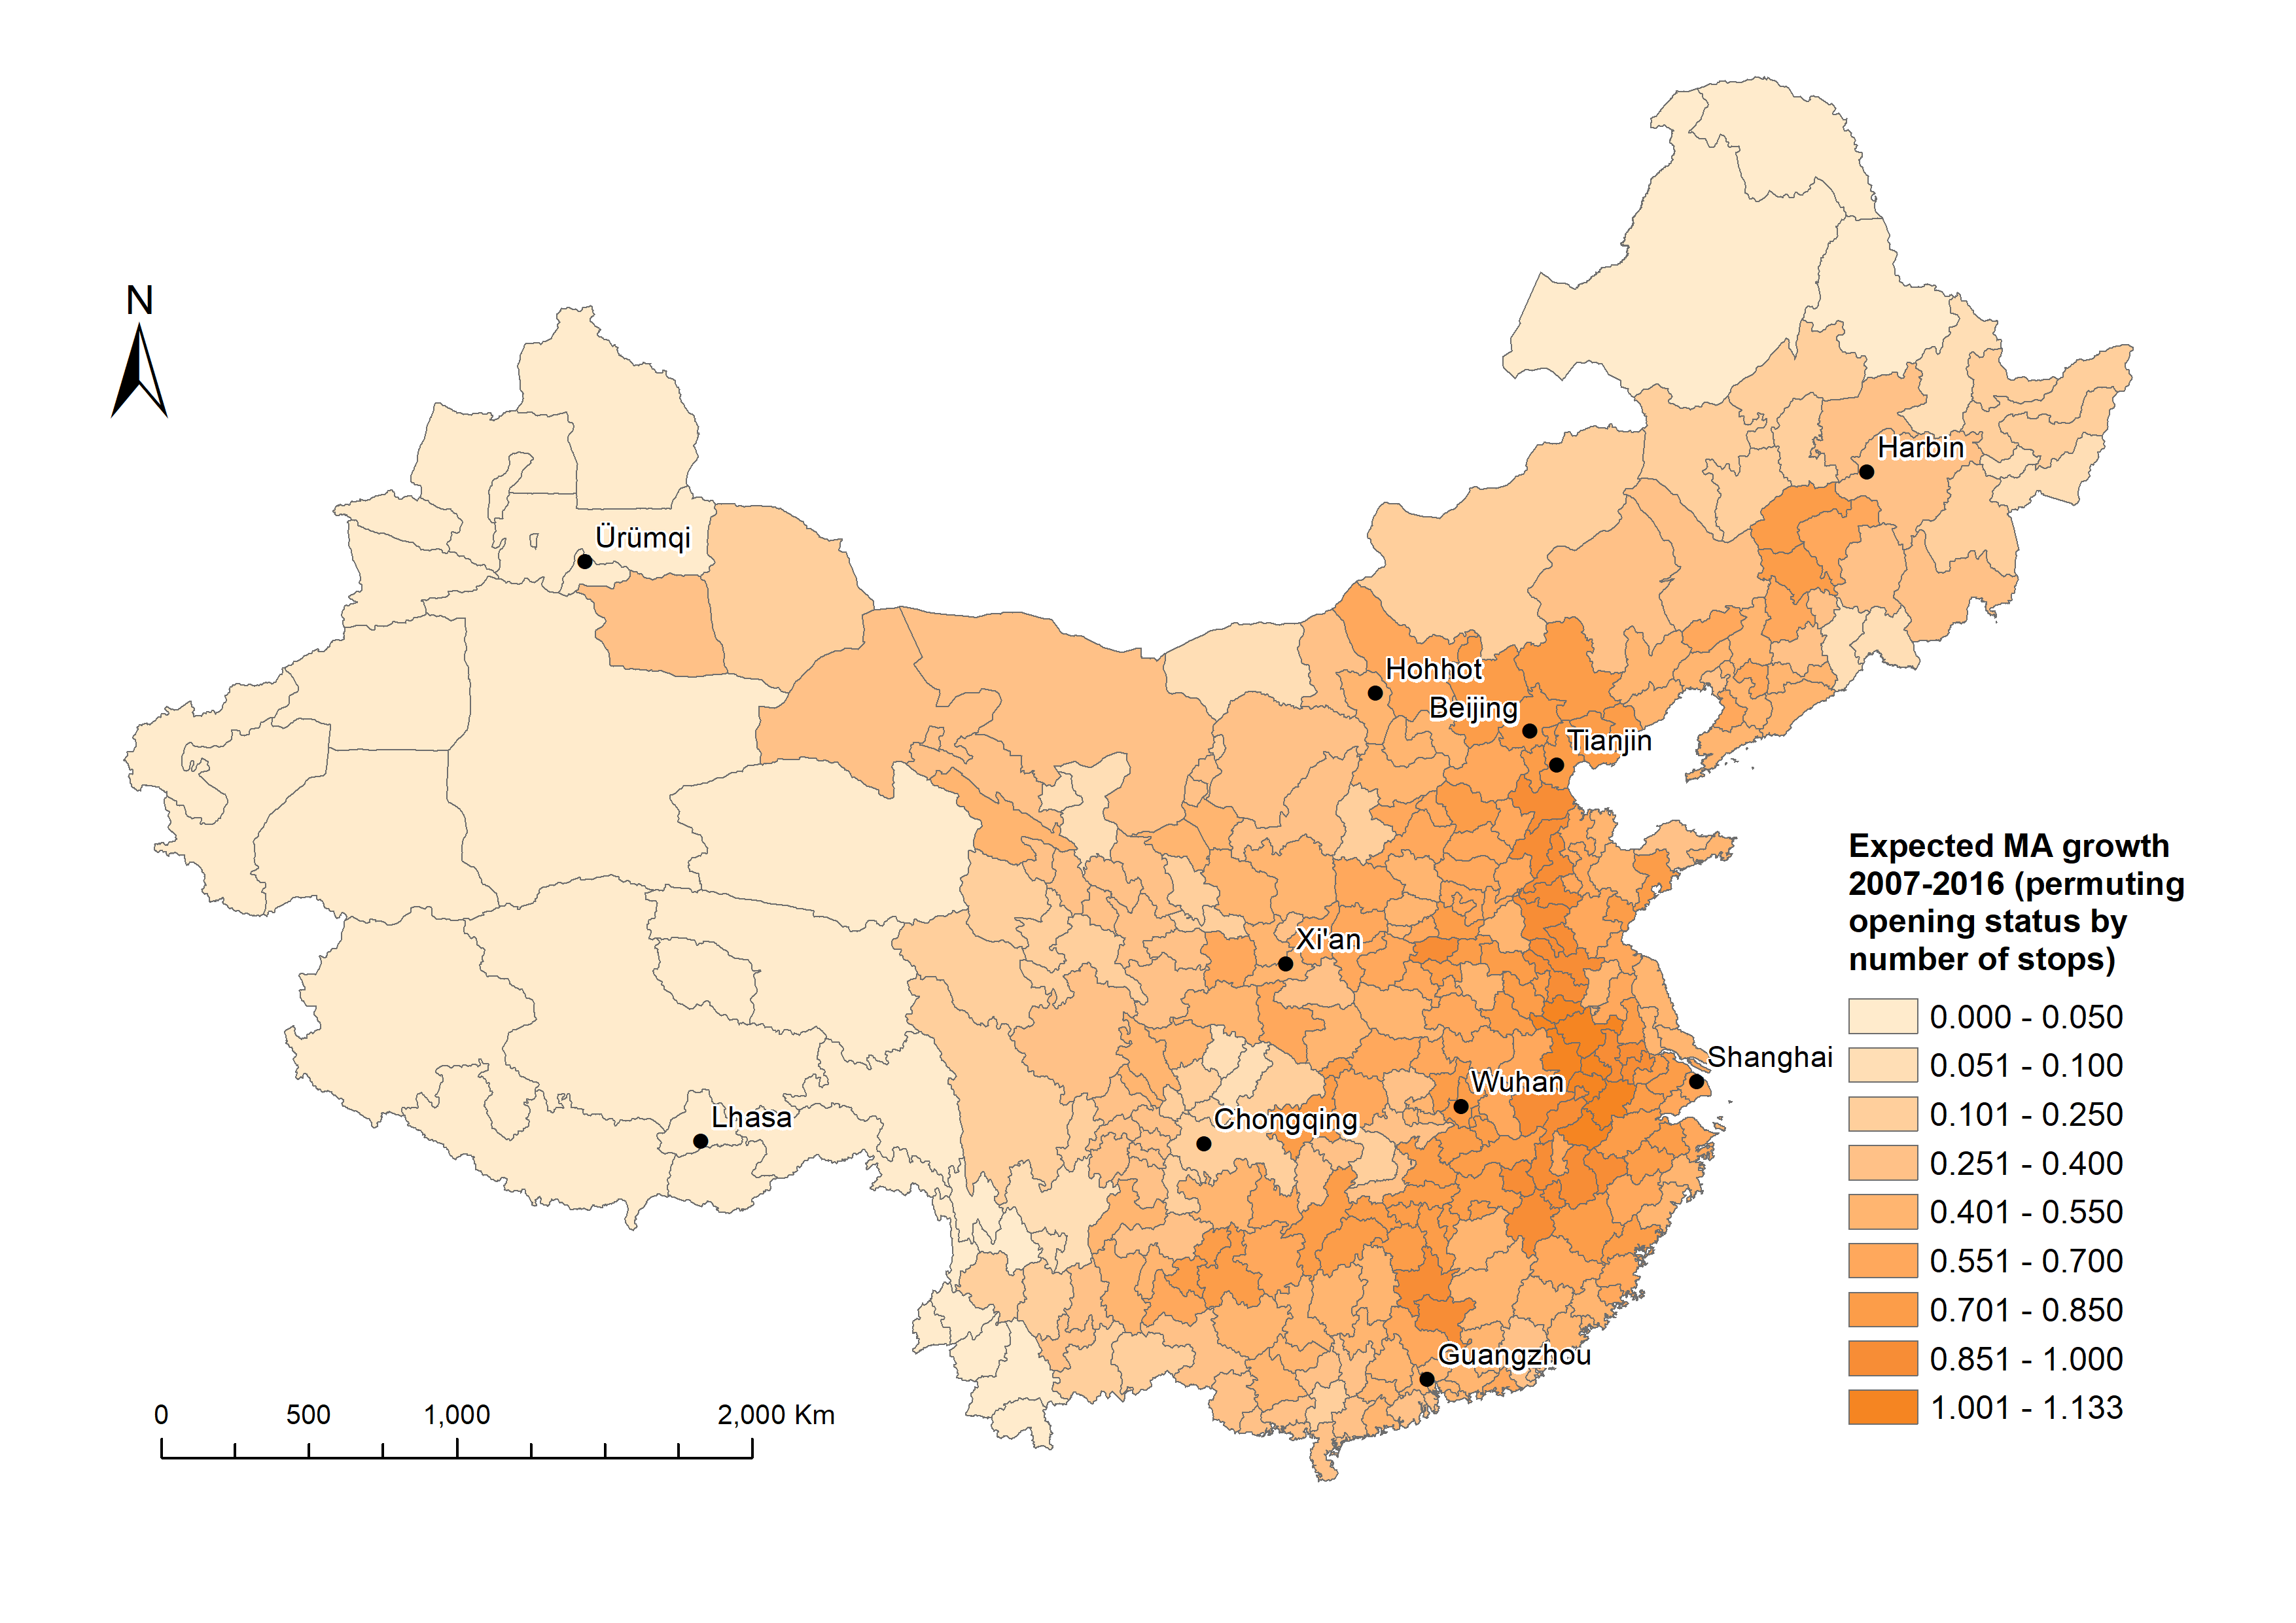 N
Harbin
Ürümqi
Hohhot
Beijing
Tianjin
Xi'an
Shanghai
Wuhan
Lhasa
Chongqing
Guangzhou
Expected MA growth
2007-2016 (permuting
opening status by
number of stops)
0.000 - 0.050
0.051 - 0.100
0.101 - 0.250
0.251 - 0.400
0.401 - 0.550
0.551 - 0.700
0.701 - 0.850
0.851 - 1.000
1.001 - 1.133
0 500 1,000 2,000 Km